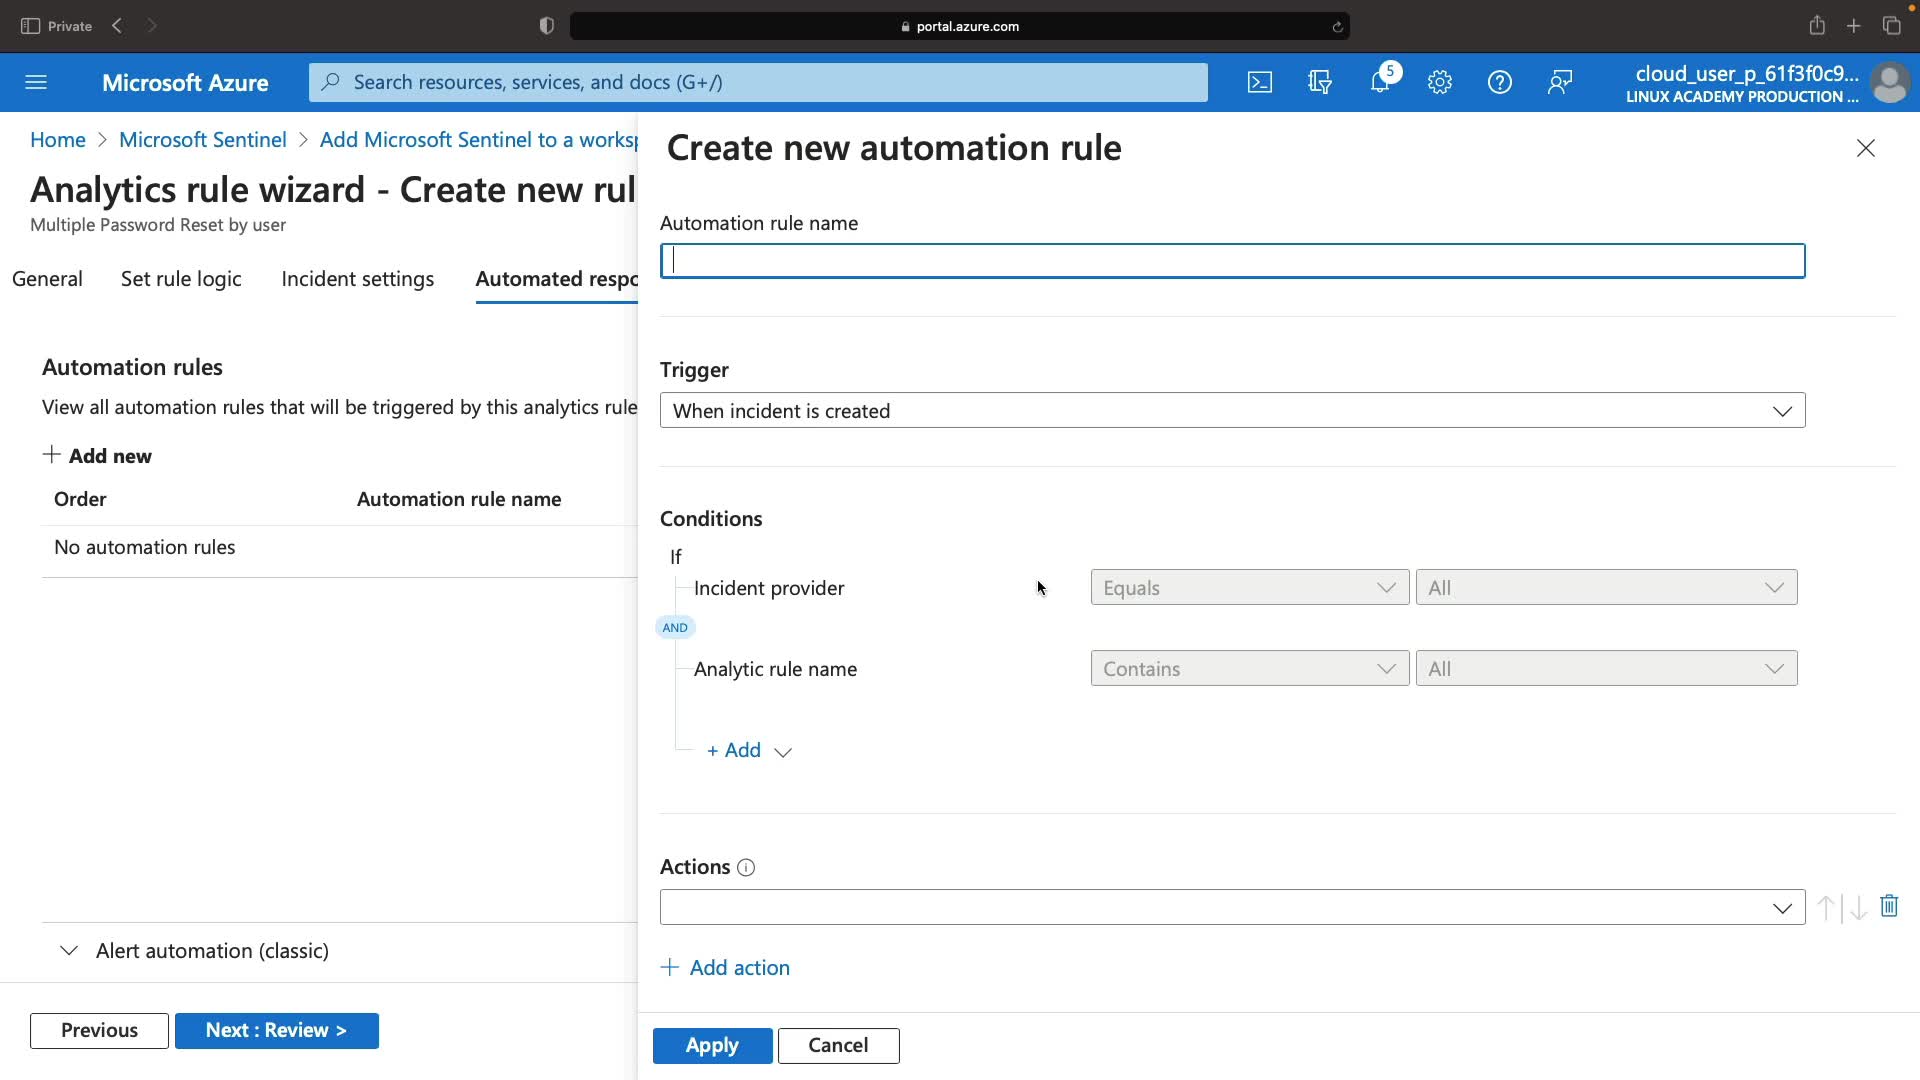 Private
portal.azure.com
Microsoft Azure
Search resources, services, and docs (G+/)
5
cloud_user_p_61f3f0c9...
LINUX ACADEMY PRODUCTION ...
Home > Microsoft Sentinel > Add Microsoft Sentinel to a worksp
Analytics rule wizard - Create new rul
Multiple Password Reset by user
General
Set rule logic
Incident settings
Automated respo
Automation rules
View all automation rules that will be triggered by this analytics rule
+ Add new
Order
Automation rule name
No automation rules
Alert automation (classic)
Previous
Next : Review >
Create new automation rule
Automation rule name
Trigger
When incident is created
Conditions
If
Incident provider
Equals
All
AND
Analytic rule name
Contains
All
+ Add
Actions
+ Add action
Apply
Cancel